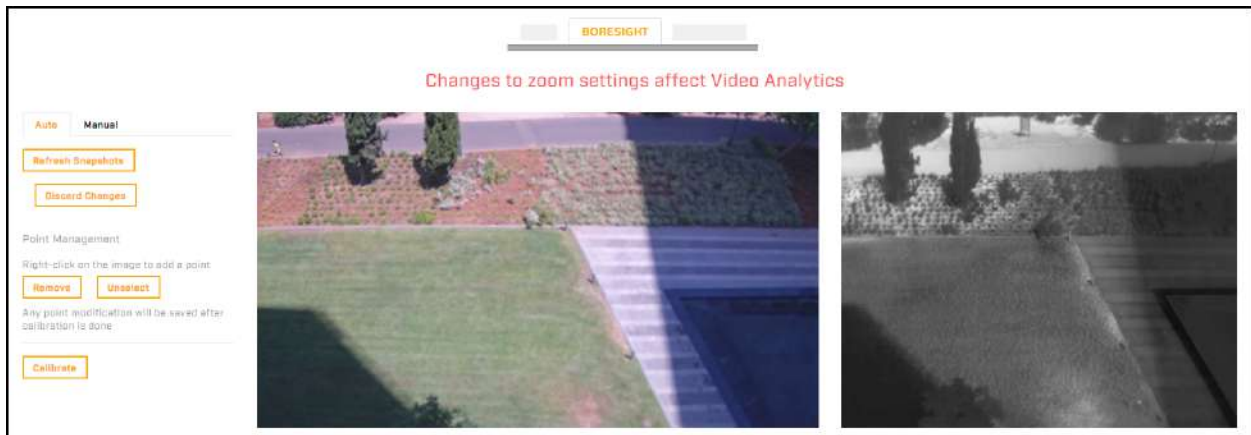 BORESIGHT
Changes to zoom settings affect Video Analytics
Auto Manual
Refresh Snapshots
Discard Changes
Point Management
Right-click on the image to add a point
Remove Unselect
Any point modification will be saved after
calibration is done
Calibrate